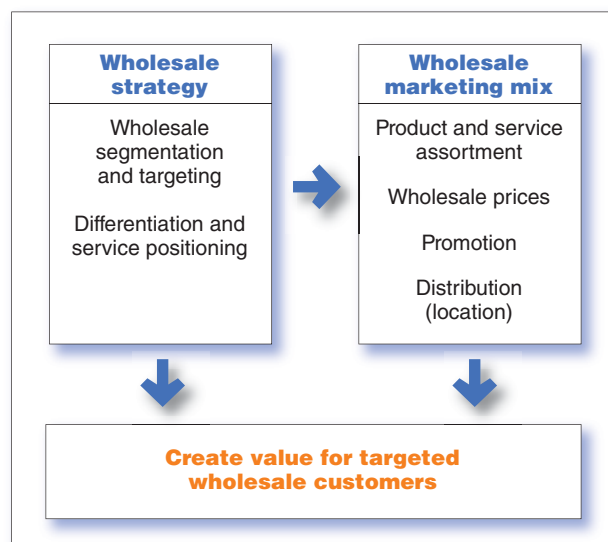 Wholesale
strategy
Wholesale
segmentation
and targeting
Differentiation and
service positioning
Wholesale
marketing mix
Product and service
assortment
Wholesale prices
Promotion
Distribution
(location)
Create value for targeted
wholesale customers